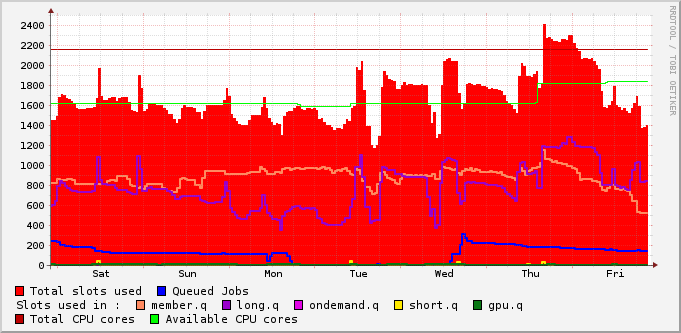 RRDTOOL / TOBI OETIKER
2400
2200
2000
1800
1600
1400
1200
1000
800
600
400
200
0
Sat Sun Mon Tue Wed Thu Fri
Total slots used Queued Jobs
Slots used in : member.q long.q ondemand.q short.q gpu.q
Total CPU cores Available CPU cores